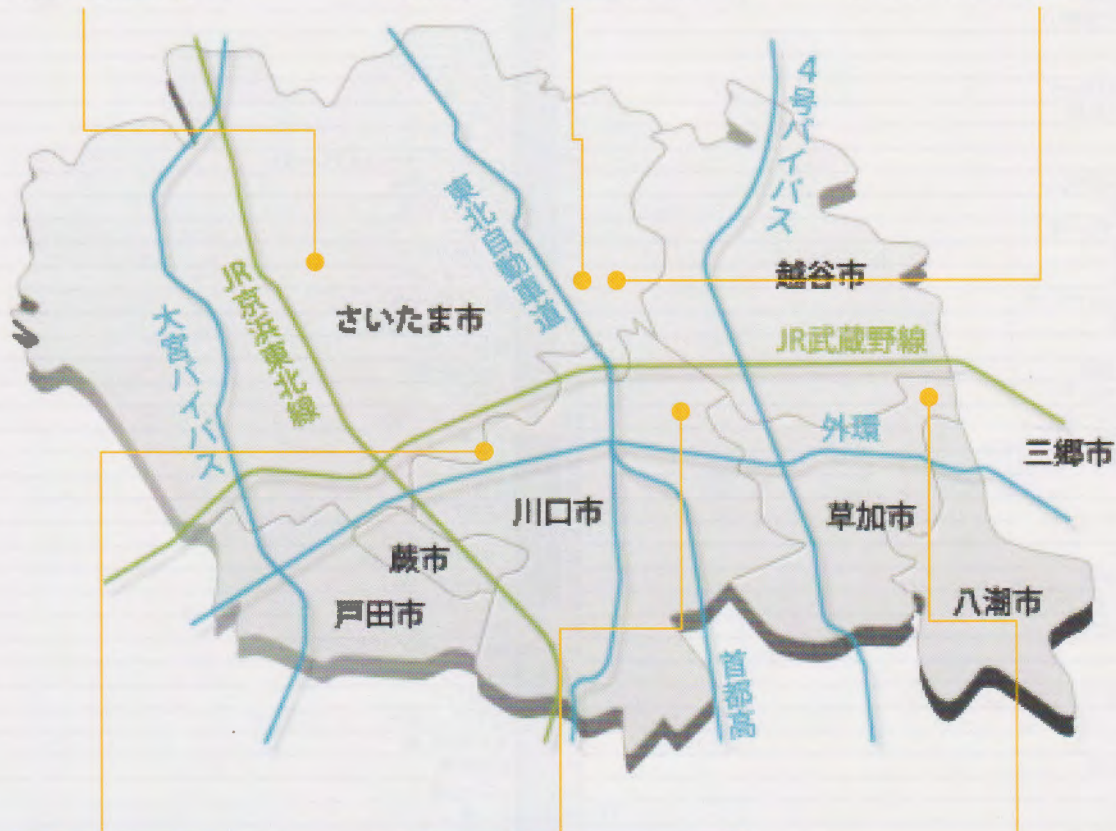 4号バイパス
東北自動車道
越谷市
JR京浜東北線
さいたま市
大宮バイパス
JR武蔵野線
外環
三郷市
川口市
草加市
蕨市
八潮市
戸田市
首都高